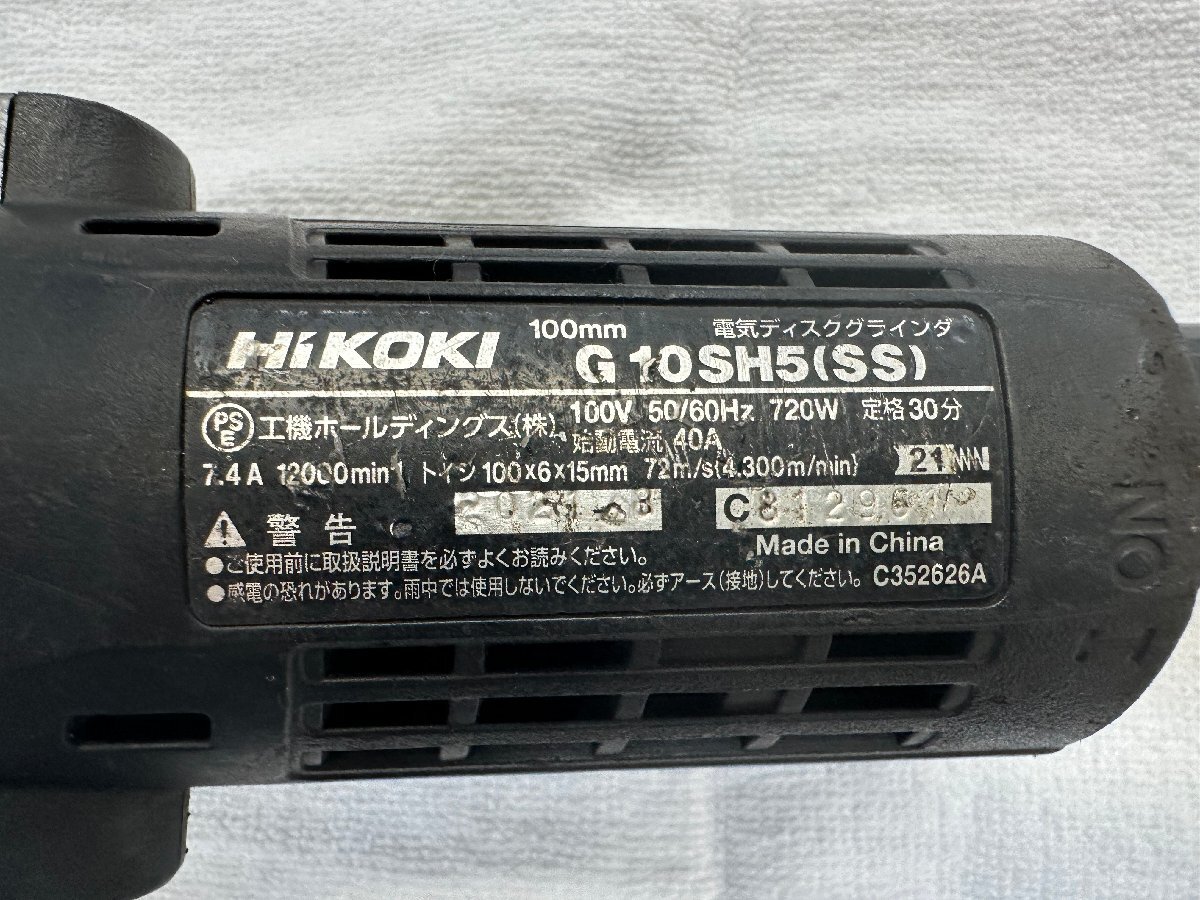 HiKOKI 100mm 電気ディスクグラインダ
G 10SH5(SS)
PSE 工機ホールディングス(株) 100V 50/60Hz 720W 定格30分
始動電流 40A
7.4A 12000min-1 トイシ 100×6×15mm 72m/s(4.300m/min) 21
警告
Made in China
●ご使用前に取扱説明書を必ずよくお読みください。
●感電の恐れがあります。雨中では使用しないでください。必ずアース(接地)してください。 C352626A
ON